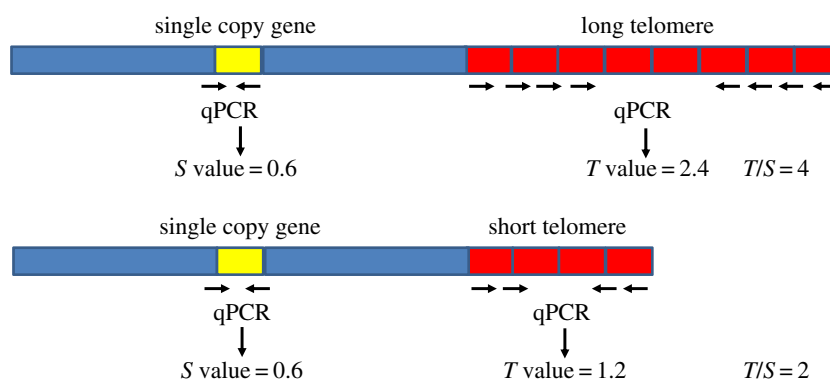 single copy gene long telomere
qPCR qPCR
S value = 0.6 T value = 2.4 T/S = 4
single copy gene short telomere
qPCR qPCR
S value = 0.6 T value = 1.2 T/S = 2